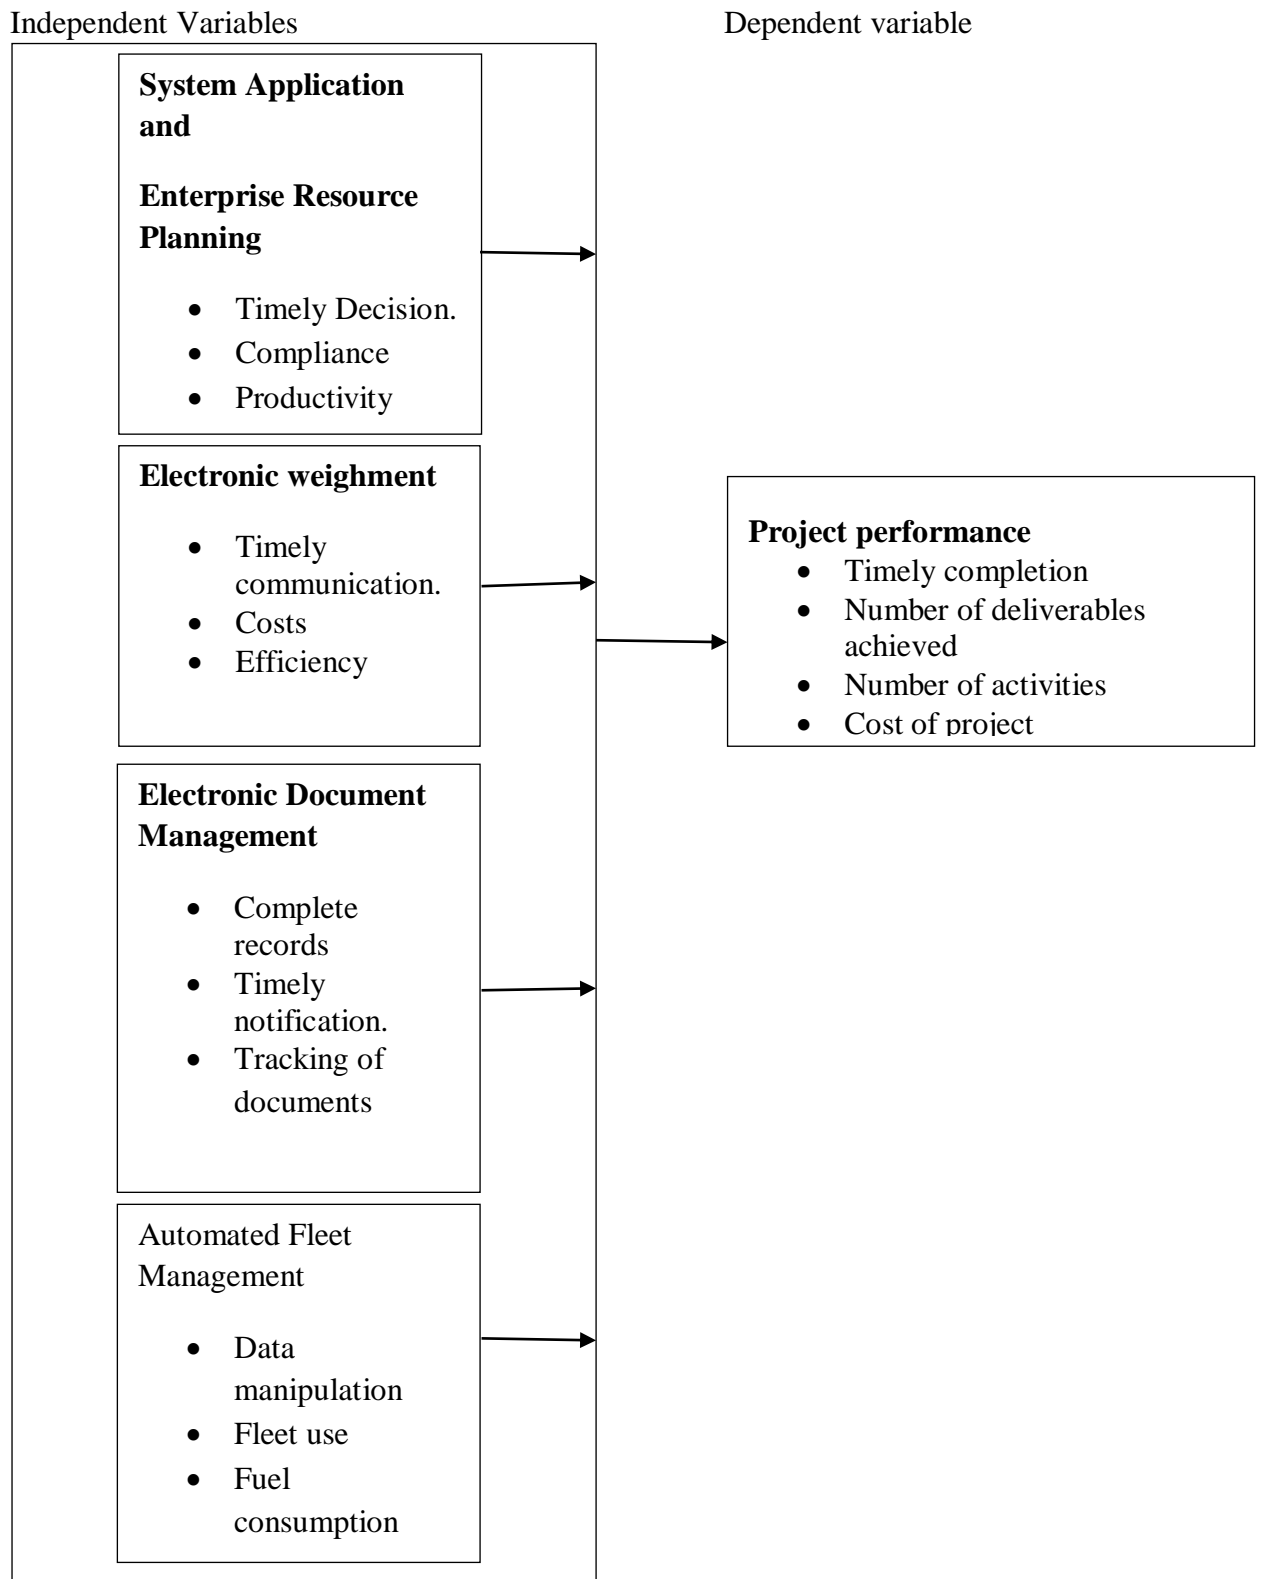 Independent Variables
Dependent variable
System Application
and
Enterprise Resource
Planning
• Timely Decision.
• Compliance
• Productivity
Electronic weighment
• Timely
communication.
• Costs
• Efficiency
Electronic Document
Management
• Complete
records
• Timely
notification.
• Tracking of
documents
Automated Fleet
Management
• Data
manipulation
• Fleet use
• Fuel
consumption
Project performance
• Timely completion
• Number of deliverables
achieved
• Number of activities
• Cost of project